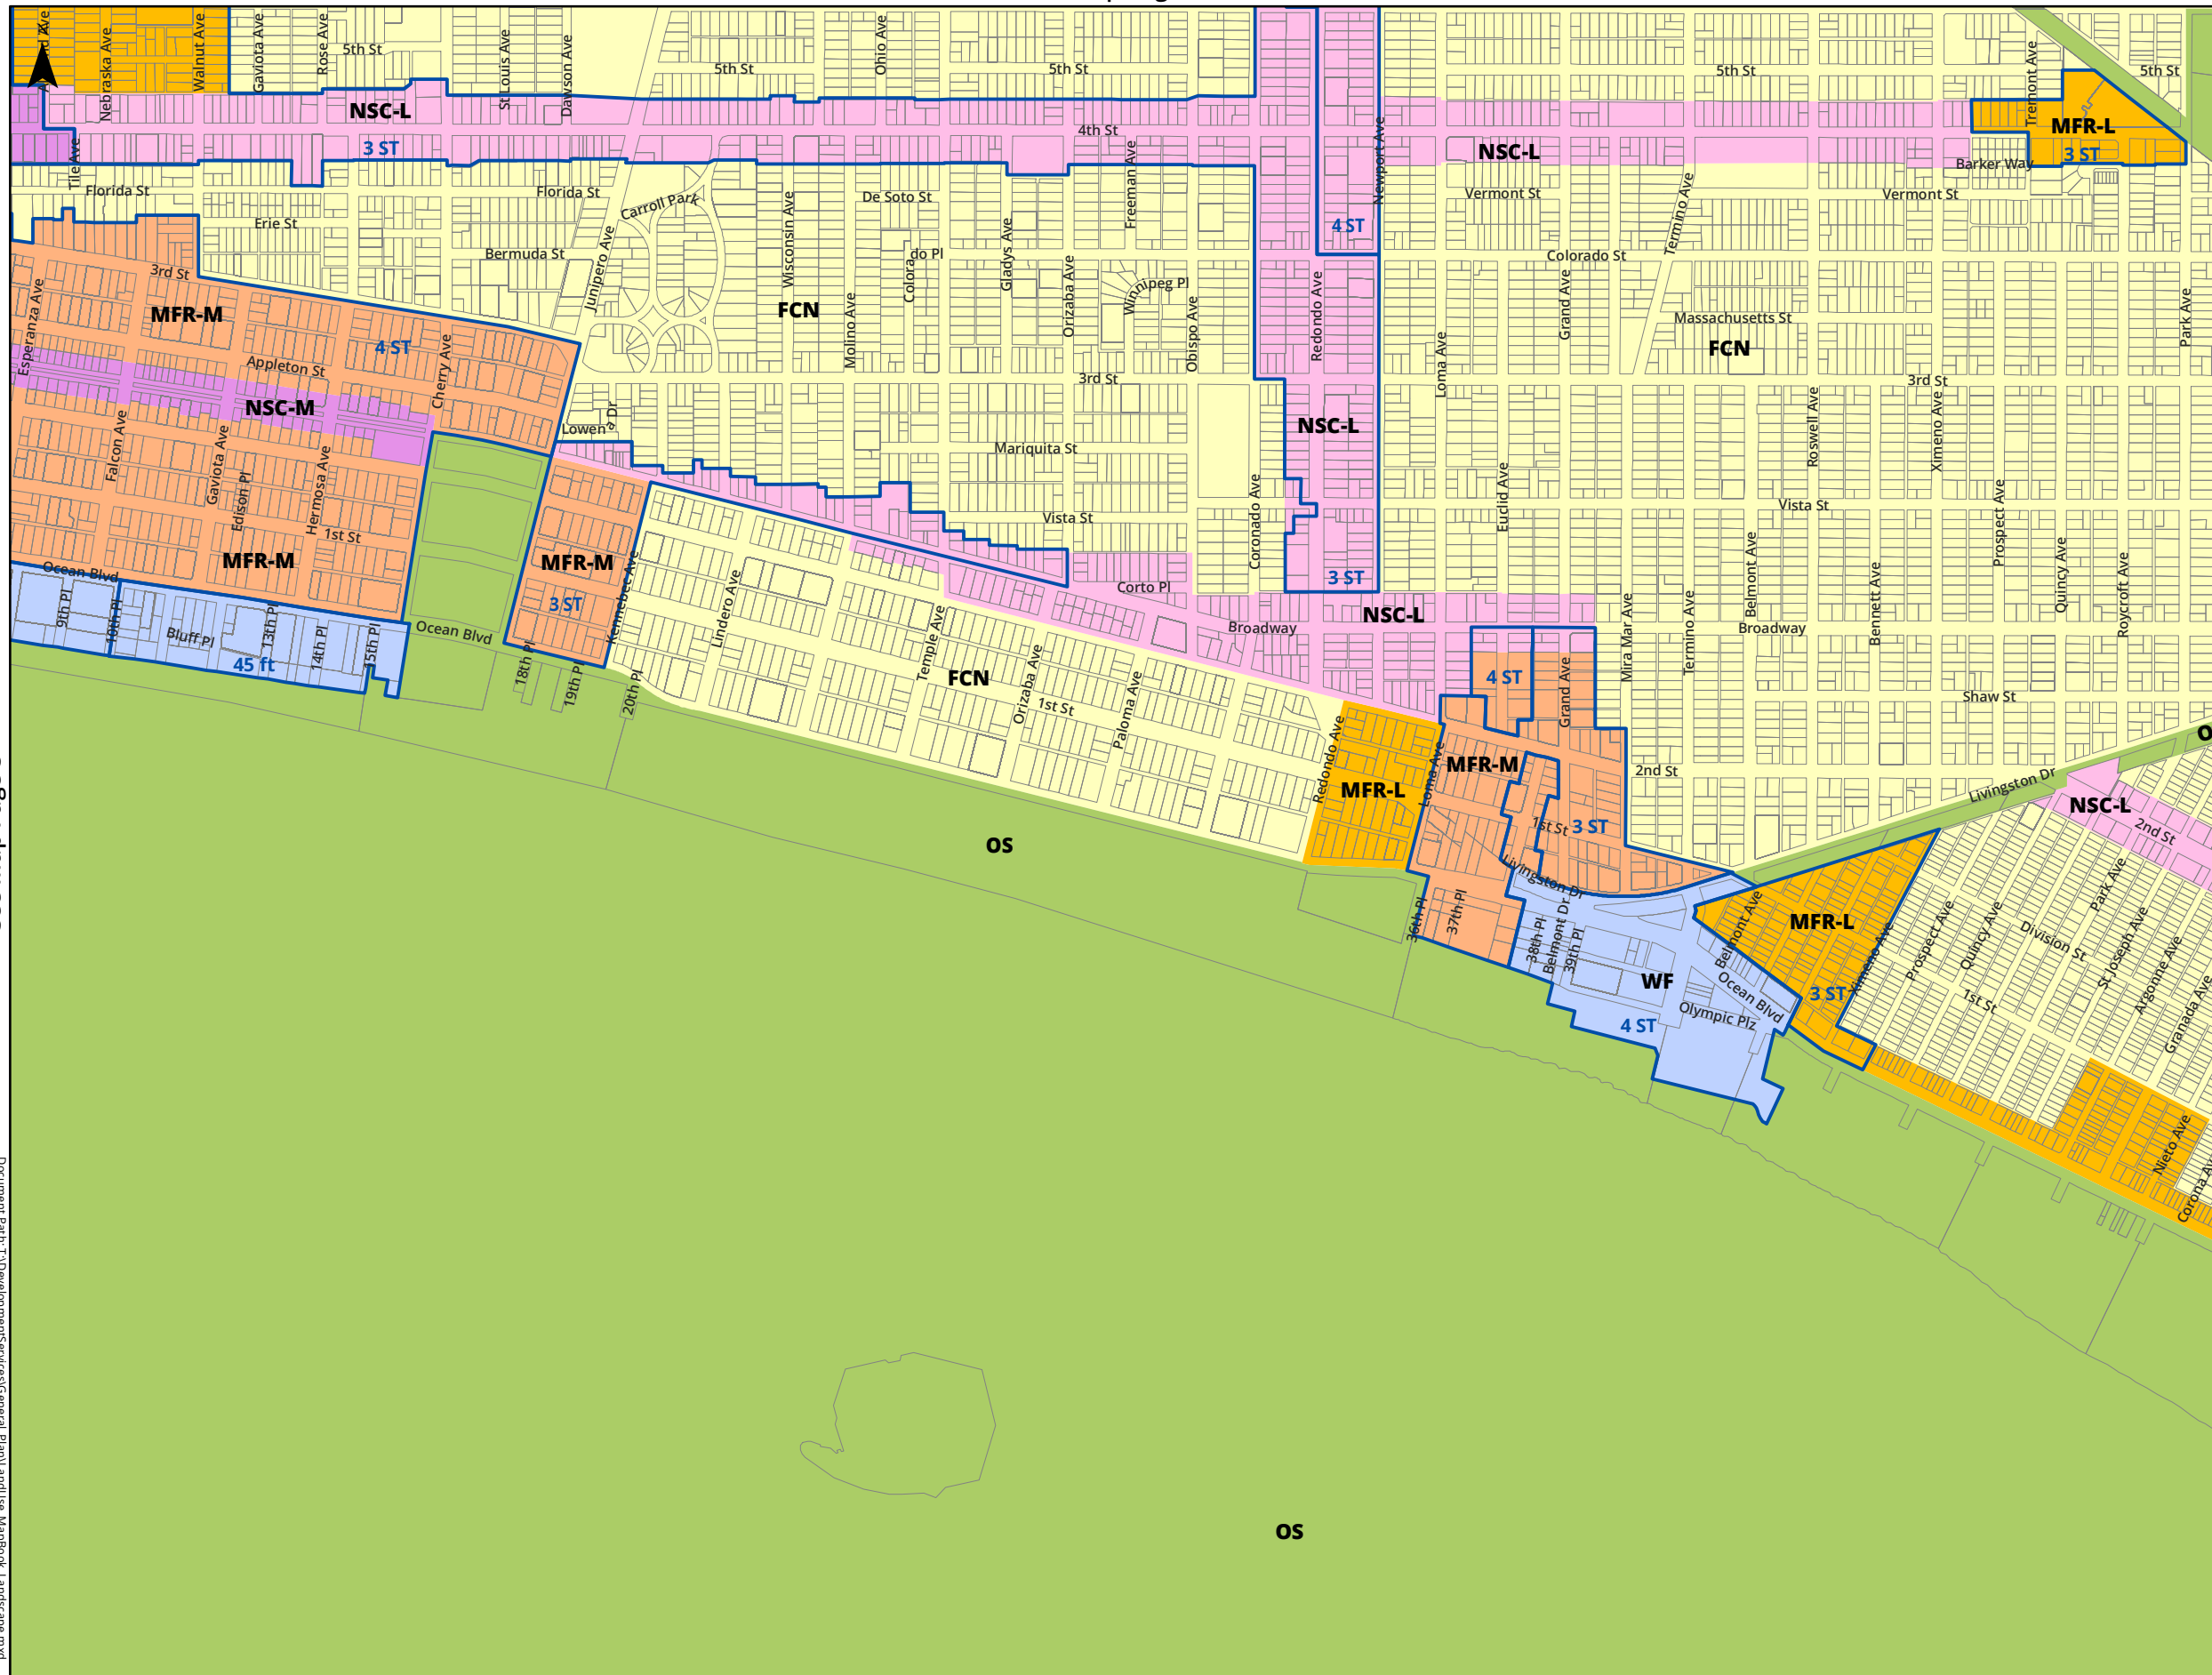 Nebraska Ave
Walnut Ave
Gaviota Ave
Rose Ave
5th St
St Louis Ave
Dawson Ave
5th St
Ohio Ave
5th St
5th St
Tremont Ave
5th St
NSC-L
3 ST
4th St
Newport Ave
NSC-L
MFR-L
3 ST
Barker Way
Tile Ave
Florida St
Florida St
Carroll Park
De Soto St
Freeman Ave
Vermont St
Vermont St
Erie St
Bermuda St
Junipero Ave
Wisconsin Ave
do Pl
Colora
Gladys Ave
4 ST
Termino Ave
Colorado St
3rd St
Esperanza Ave
MFR-M
4 ST
Cherry Ave
FCN
Molino Ave
Orizaba Ave
Winnipeg Pl
Obispo Ave
Redondo Ave
Grand Ave
Massachusetts St
FCN
Park Ave
Loma Ave
Appleton St
NSC-M
3rd St
3rd St
Lowen
a Dr
Mariquita St
NSC-L
Roswell Ave
Ximeno Ave
Falcon Ave
Gaviota Ave
Edison Pl
Hermosa Ave
1st St
MFR-M
MFR-M
3 ST
Kennebec Ave
Vista St
Coronado Ave
Euclid Ave
Vista St
Prospect Ave
Ocean Blvd
9th Pl
10th Pl
Bluff Pl
13th Pl
14th Pl
15th Pl
45 ft
Ocean Blvd
18th Pl
19th P
20th Pl
Lindero Ave
Temple Ave
FCN
Orizaba Ave
1st St
Paloma Ave
Corto Pl
3 ST
NSC-L
Broadway
Mira Mar Ave
Termino Ave
Belmont Ave
Broadway
Bennett Ave
Quincy Ave
Roycroft Ave
4 ST
Grand Ave
Shaw St
Redondo Ave
MFR-L
Loma Ave
MFR-M
1st St
3 ST
2nd St
Livingston Dr
O
NSC-L
2nd St
OS
Livingston Dr
36th Pl
37th Pl
38th Pl
Belmont Dr
39th Pl
WF
4 ST
Belmont Ave
Ocean Blvd
Olympic Plz
MFR-L
3 ST
Ximeno Ave
Prospect Ave
Quincy Ave
Division St
1st St
Park Ave
St Joseph Ave
Argonne Ave
Granada Ave
Nieto Ave
Corona Av
OS